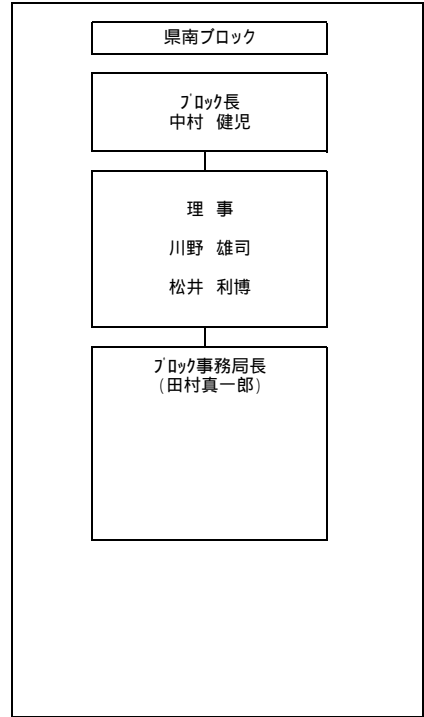 県南ブロック
ﾌﾞﾛｯｸ長
中村 健児
理 事
川野 雄司
松井 利博
ﾌﾞﾛｯｸ事務局長
(田村真一郎)